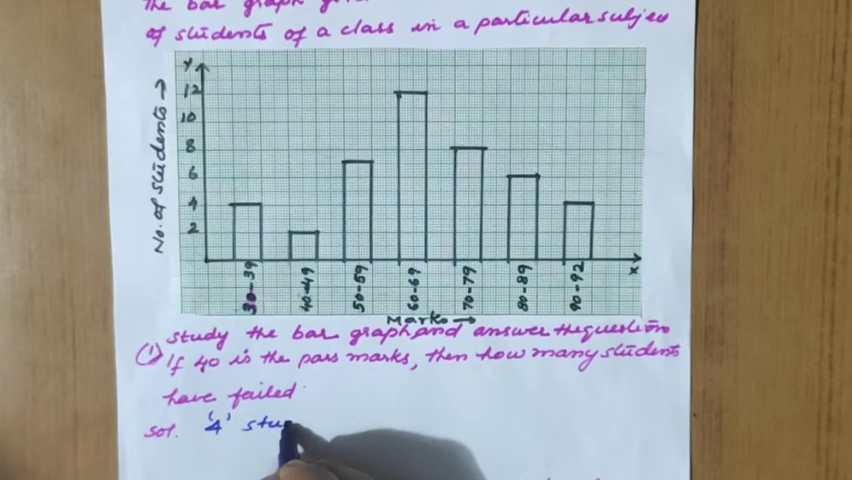 the bar graph
of students of a class in a particular subjec
No. of students →
Y
12
10
8
6
4
2
x
30-39
40-49
50-59
60-69
70-79
80-89
90-92
Marks →
study the bar graph and answer the question
(1) If 40 is the pass marks, then how many students
have failed.
sol. '4' stu